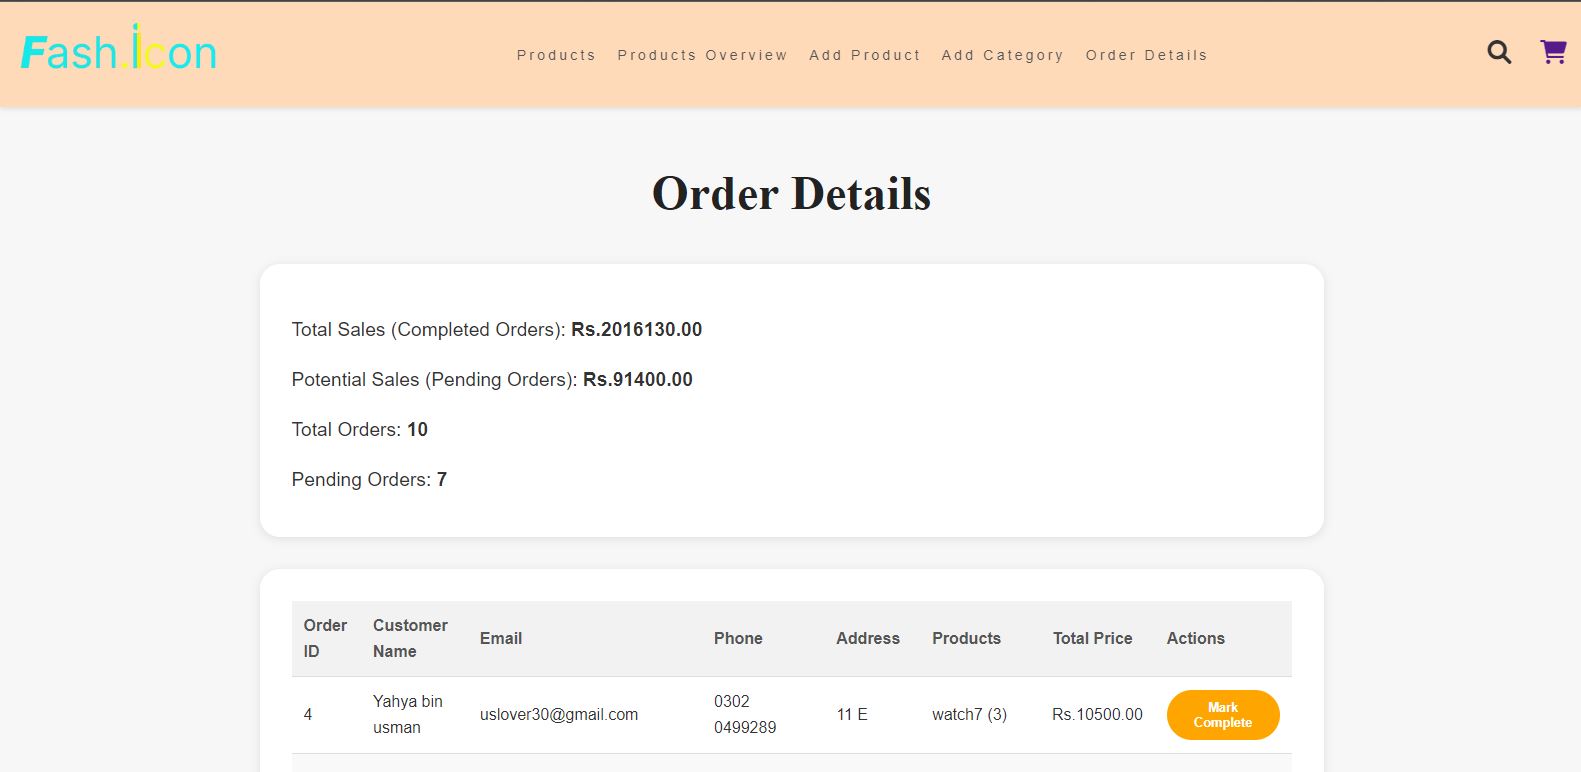 Fash.Icon
Products Products Overview Add Product Add Category Order Details
Order Details
Total Sales (Completed Orders): Rs.2016130.00
Potential Sales (Pending Orders): Rs.91400.00
Total Orders: 10
Pending Orders: 7
Order ID Customer Name Email Phone Address Products Total Price Actions
4 Yahya bin usman uslover30@gmail.com 0302 0499289 11 E watch7 (3) Rs.10500.00 Mark Complete